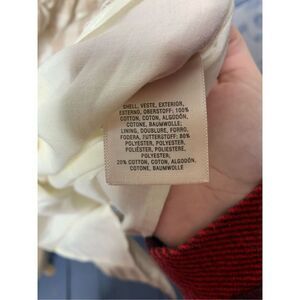 SHELL, VESTE, EXTERIOR,
EXTERNO, OBERSTOFF: 100%
COTTON, COTON, ALGODÓN,
COTONE, BAUMWOLLE;
LINING, DOUBLURE, FORRO,
FODERA, FUTTERSTOFF: 80%
POLYESTER, POLYESTER,
POLIÉSTER, POLIESTERE,
POLYESTER,
20% COTTON, COTON, ALGODÓN,
COTONE, BAUMWOLLE